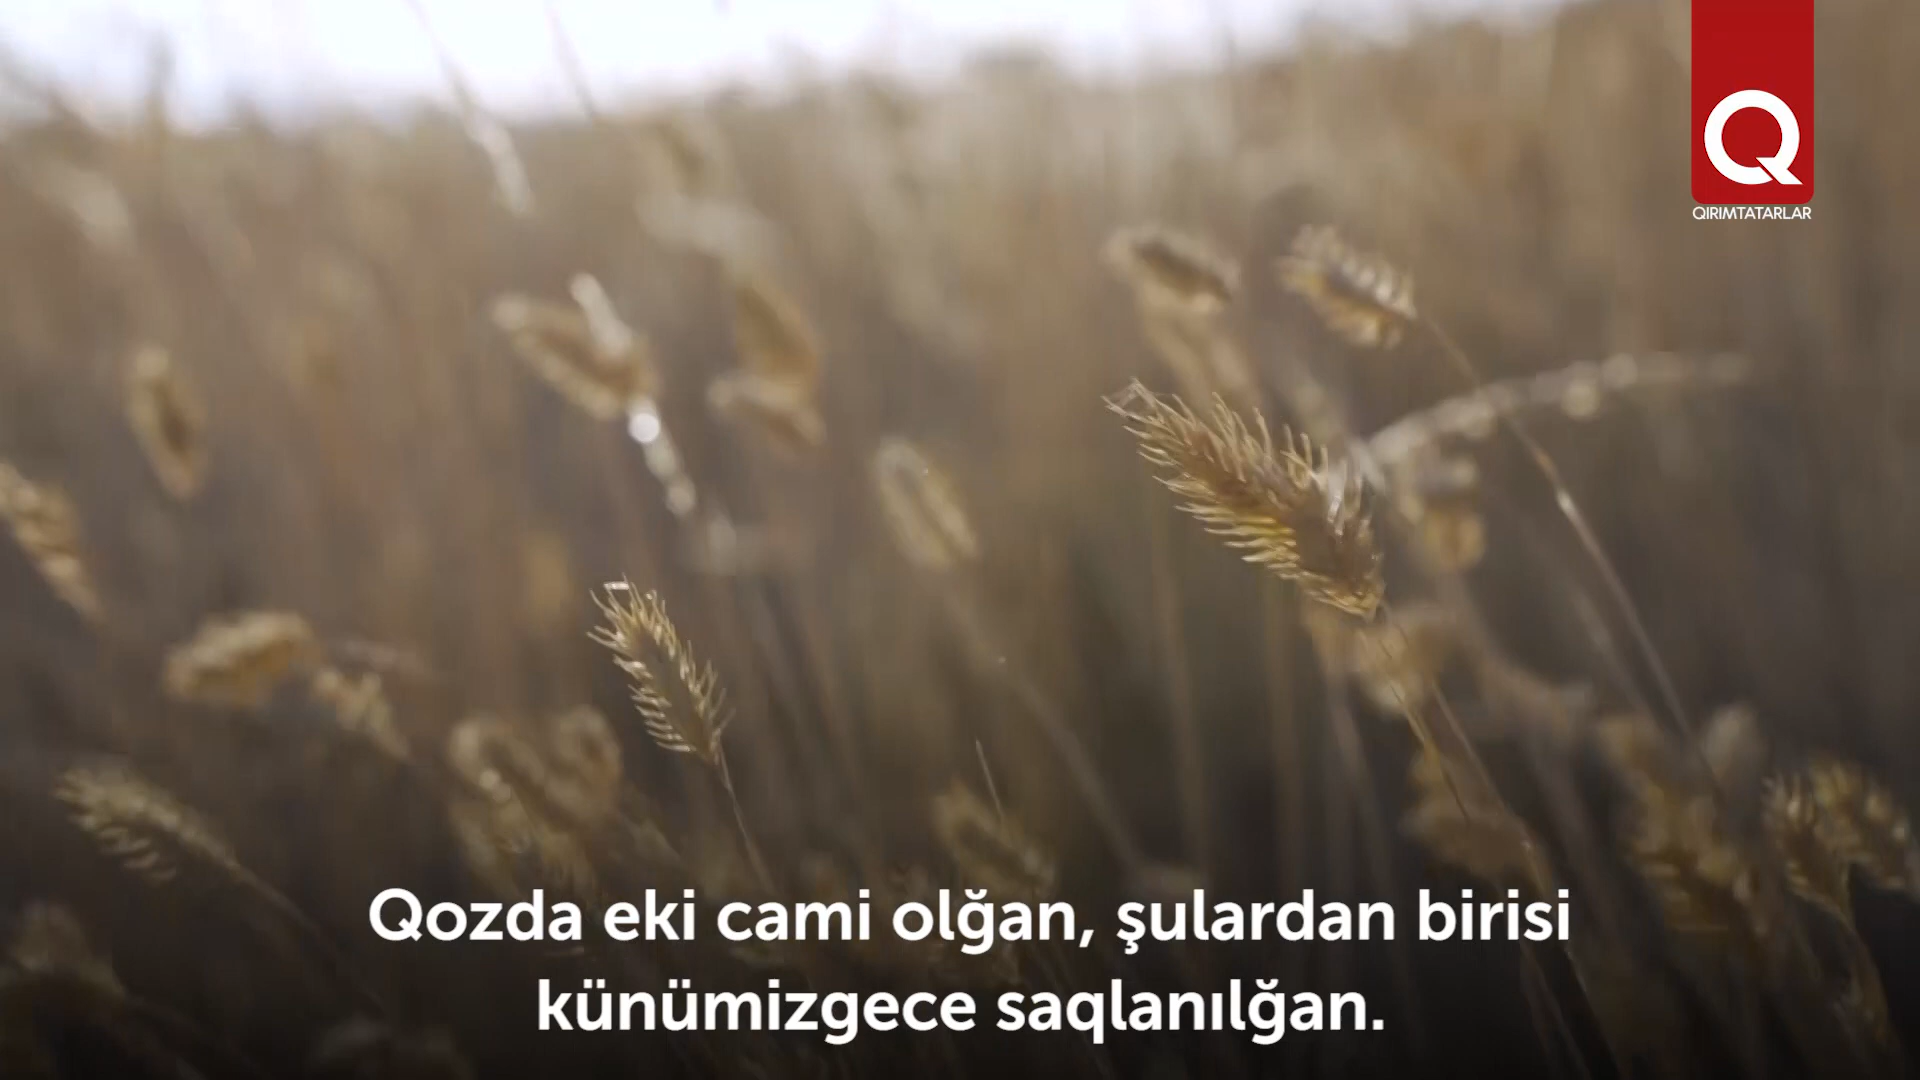 Q
QIRIMTATARLAR
Qozda eki cami olğan, şulardan birisi
künümizgece saqlanılğan.